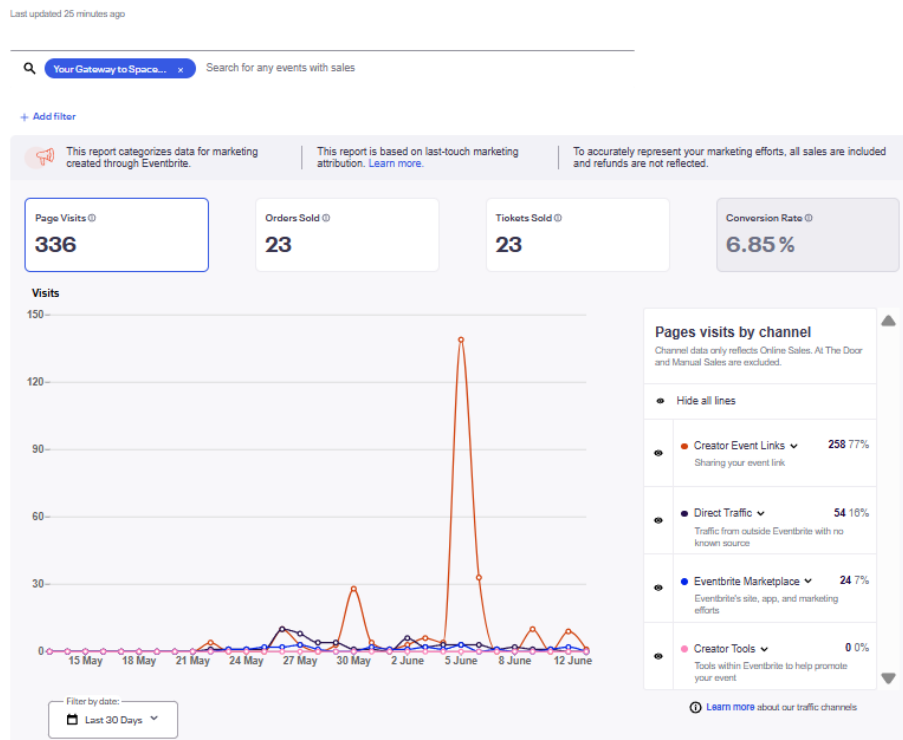 Last updated 25 minutes ago
Your Gateway to Space... × Search for any events with sales
+ Add filter
This report categorizes data for marketing
created through Eventbrite.
This report is based on last-touch marketing
attribution. Learn more.
To accurately represent your marketing efforts, all sales are included
and refunds are not reflected.
Page Visits
336
Orders Sold
23
Tickets Sold
23
Conversion Rate
6.85%
Visits
150
120
90
60
30
0
15 May 18 May 21 May 24 May 27 May 30 May 2 June 5 June 8 June 12 June
Filter by date:
Last 30 Days
Pages visits by channel
Channel data only reflects Online Sales. At The Door
and Manual Sales are excluded.
Hide all lines
Creator Event Links 258 77%
Sharing your event link
Direct Traffic 54 16%
Traffic from outside Eventbrite with no
known source
Eventbrite Marketplace 24 7%
Eventbrite's site, app, and marketing
efforts
Creator Tools 0 0%
Tools within Eventbrite to help promote
your event
Learn more about our traffic channels